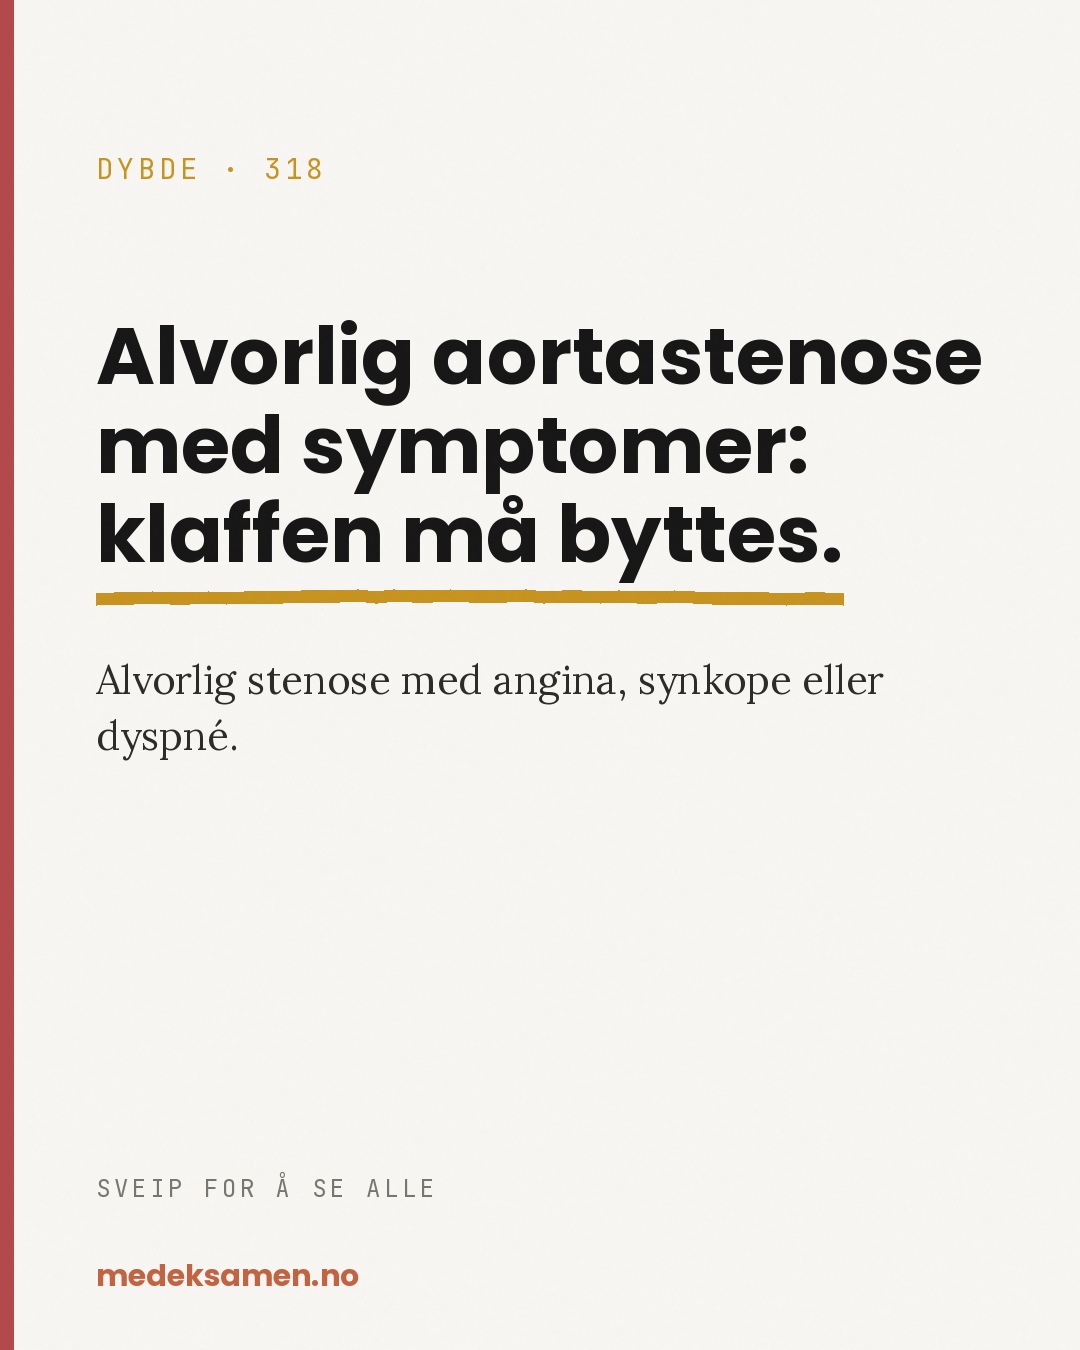 DYBDE · 318
Alvorlig aortastenose
med symptomer:
klaffen må byttes.
Alvorlig stenose med angina, synkope eller
dyspné.
SVEIP FOR Å SE ALLE
medeksamen.no